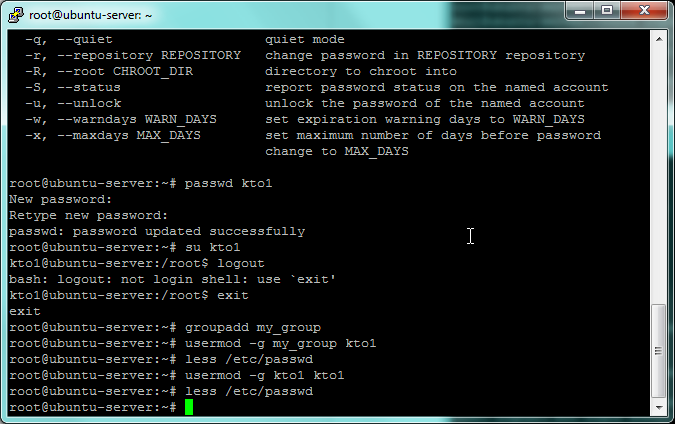 root@ubuntu-server: ~
-q, --quiet                   quiet mode
-r, --repository REPOSITORY   change password in REPOSITORY repository
-R, --root CHROOT_DIR         directory to chroot into
-S, --status                  report password status on the named account
-u, --unlock                  unlock the password of the named account
-w, --warndays WARN_DAYS      set expiration warning days to WARN_DAYS
-x, --maxdays MAX_DAYS        set maximum number of days before password
                              change to MAX_DAYS
root@ubuntu-server:~# passwd kto1
New password:
Retype new password:
passwd: password updated successfully
root@ubuntu-server:~# su kto1
kto1@ubuntu-server:/root$ logout
bash: logout: not login shell: use `exit'
kto1@ubuntu-server:/root$ exit
exit
root@ubuntu-server:~# groupadd my_group
root@ubuntu-server:~# usermod -g my_group kto1
root@ubuntu-server:~# less /etc/passwd
root@ubuntu-server:~# usermod -g kto1 kto1
root@ubuntu-server:~# less /etc/passwd
root@ubuntu-server:~#